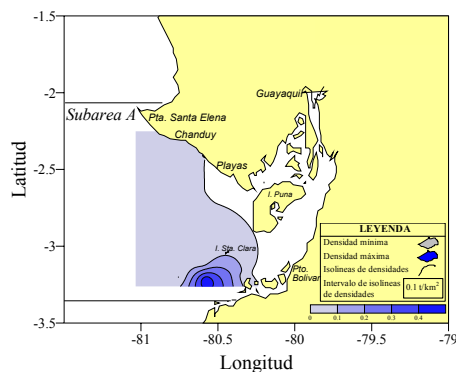 -1.5
-2
-2.5
-3
-3.5
Latitud
Guayaquil
Subarea A
Pta. Santa Elena
Chanduy
Playas
I. Puna
I. Sta. Clara
Pto.
Bolivar
LEYENDA
Densidad mínima
Densidad máxima
Isolineas de densidades
Intervalo de isolineas
de densidades
0.1 t/km²
0 0.1 0.2 0.3 0.4
-81 -80.5 -80 -79.5 -79
Longitud